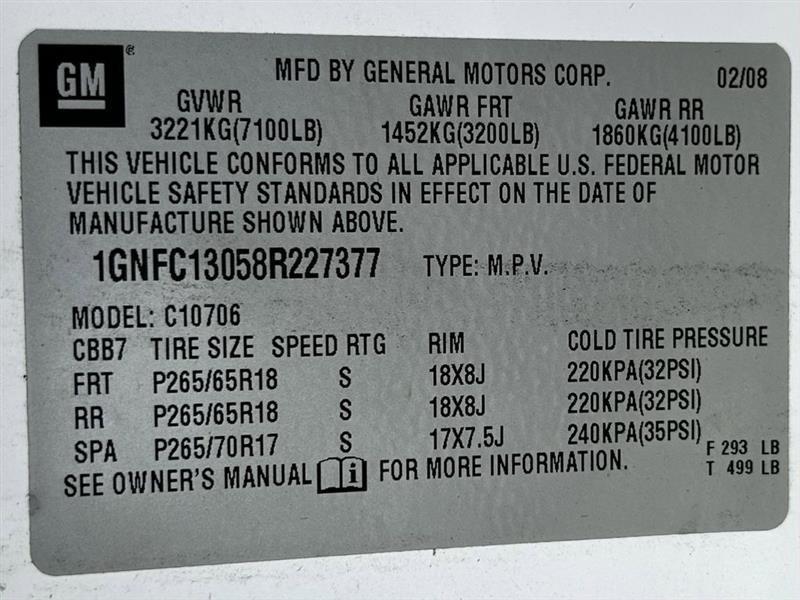 GM ®
MFD BY GENERAL MOTORS CORP. 02/08
GVWR GAWR FRT GAWR RR
3221KG(7100LB) 1452KG(3200LB) 1860KG(4100LB)
THIS VEHICLE CONFORMS TO ALL APPLICABLE U.S. FEDERAL MOTOR
VEHICLE SAFETY STANDARDS IN EFFECT ON THE DATE OF
MANUFACTURE SHOWN ABOVE.
1GNFC13058R227377 TYPE: M.P.V.
MODEL: C10706
CBB7 TIRE SIZE SPEED RTG RIM COLD TIRE PRESSURE
FRT P265/65R18 S 18X8J 220KPA(32PSI)
RR P265/65R18 S 18X8J 220KPA(32PSI)
SPA P265/70R17 S 17X7.5J 240KPA(35PSI)
F 293 LB
T 499 LB
SEE OWNER'S MANUAL i FOR MORE INFORMATION.